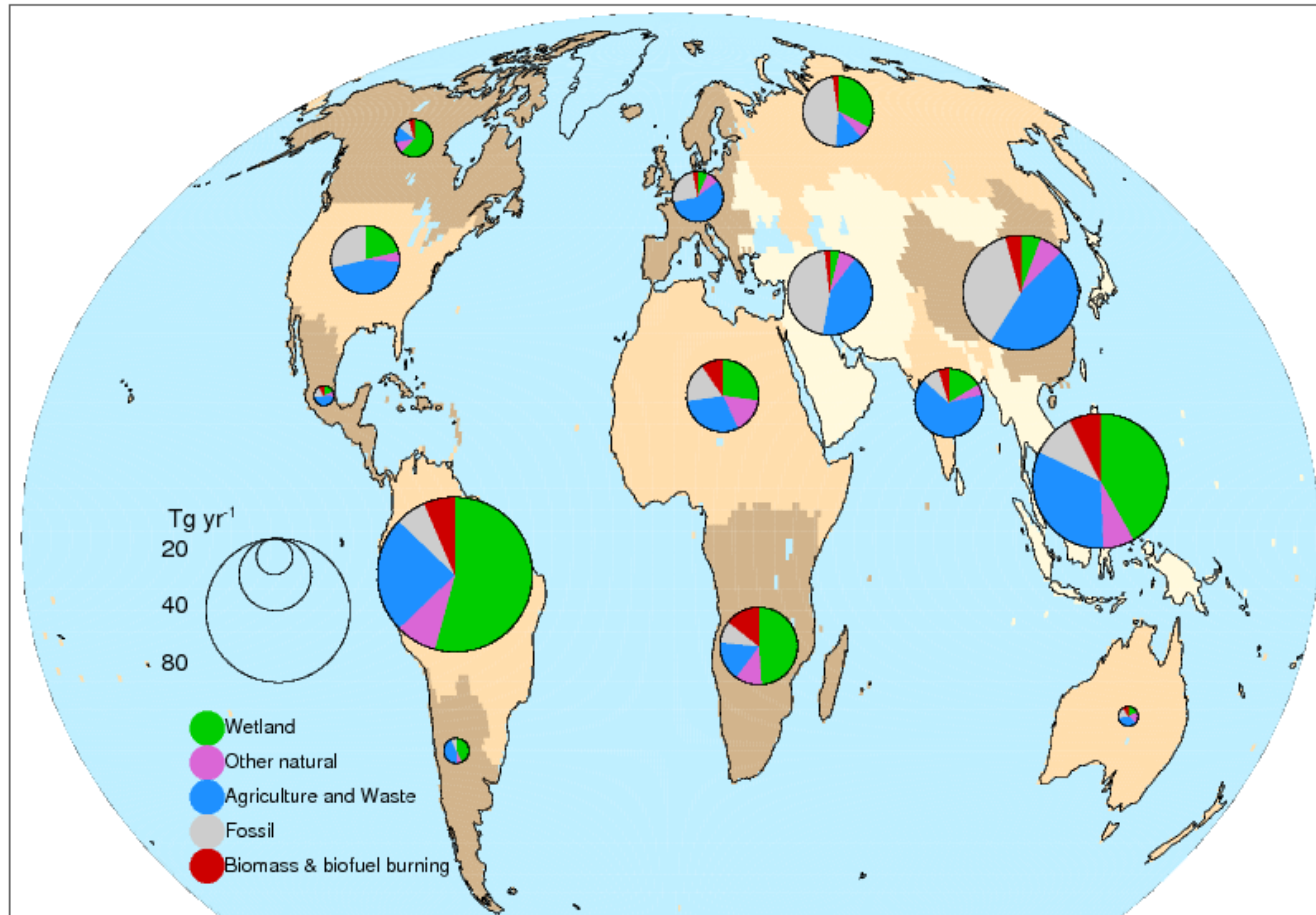 Tg yr-1
20
40
80
Wetland
Other natural
Agriculture and Waste
Fossil
Biomass & biofuel burning